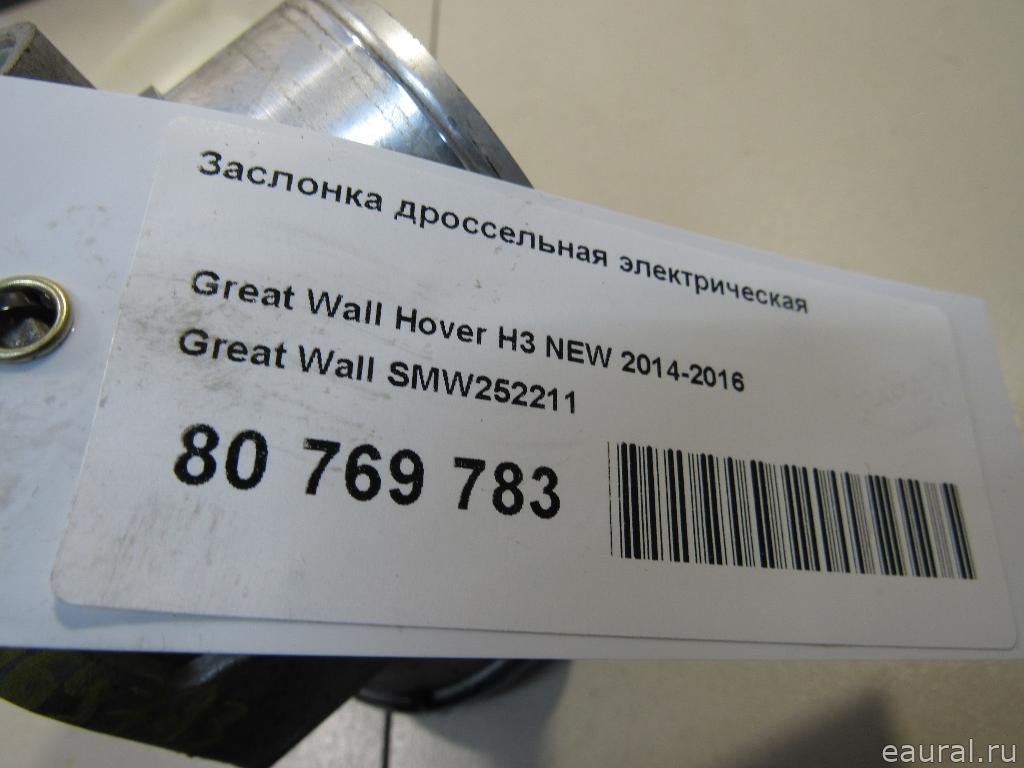 Заслонка дроссельная электрическая
Great Wall Hover H3 NEW 2014-2016
Great Wall SMW252211
80 769 783
eaural.ru